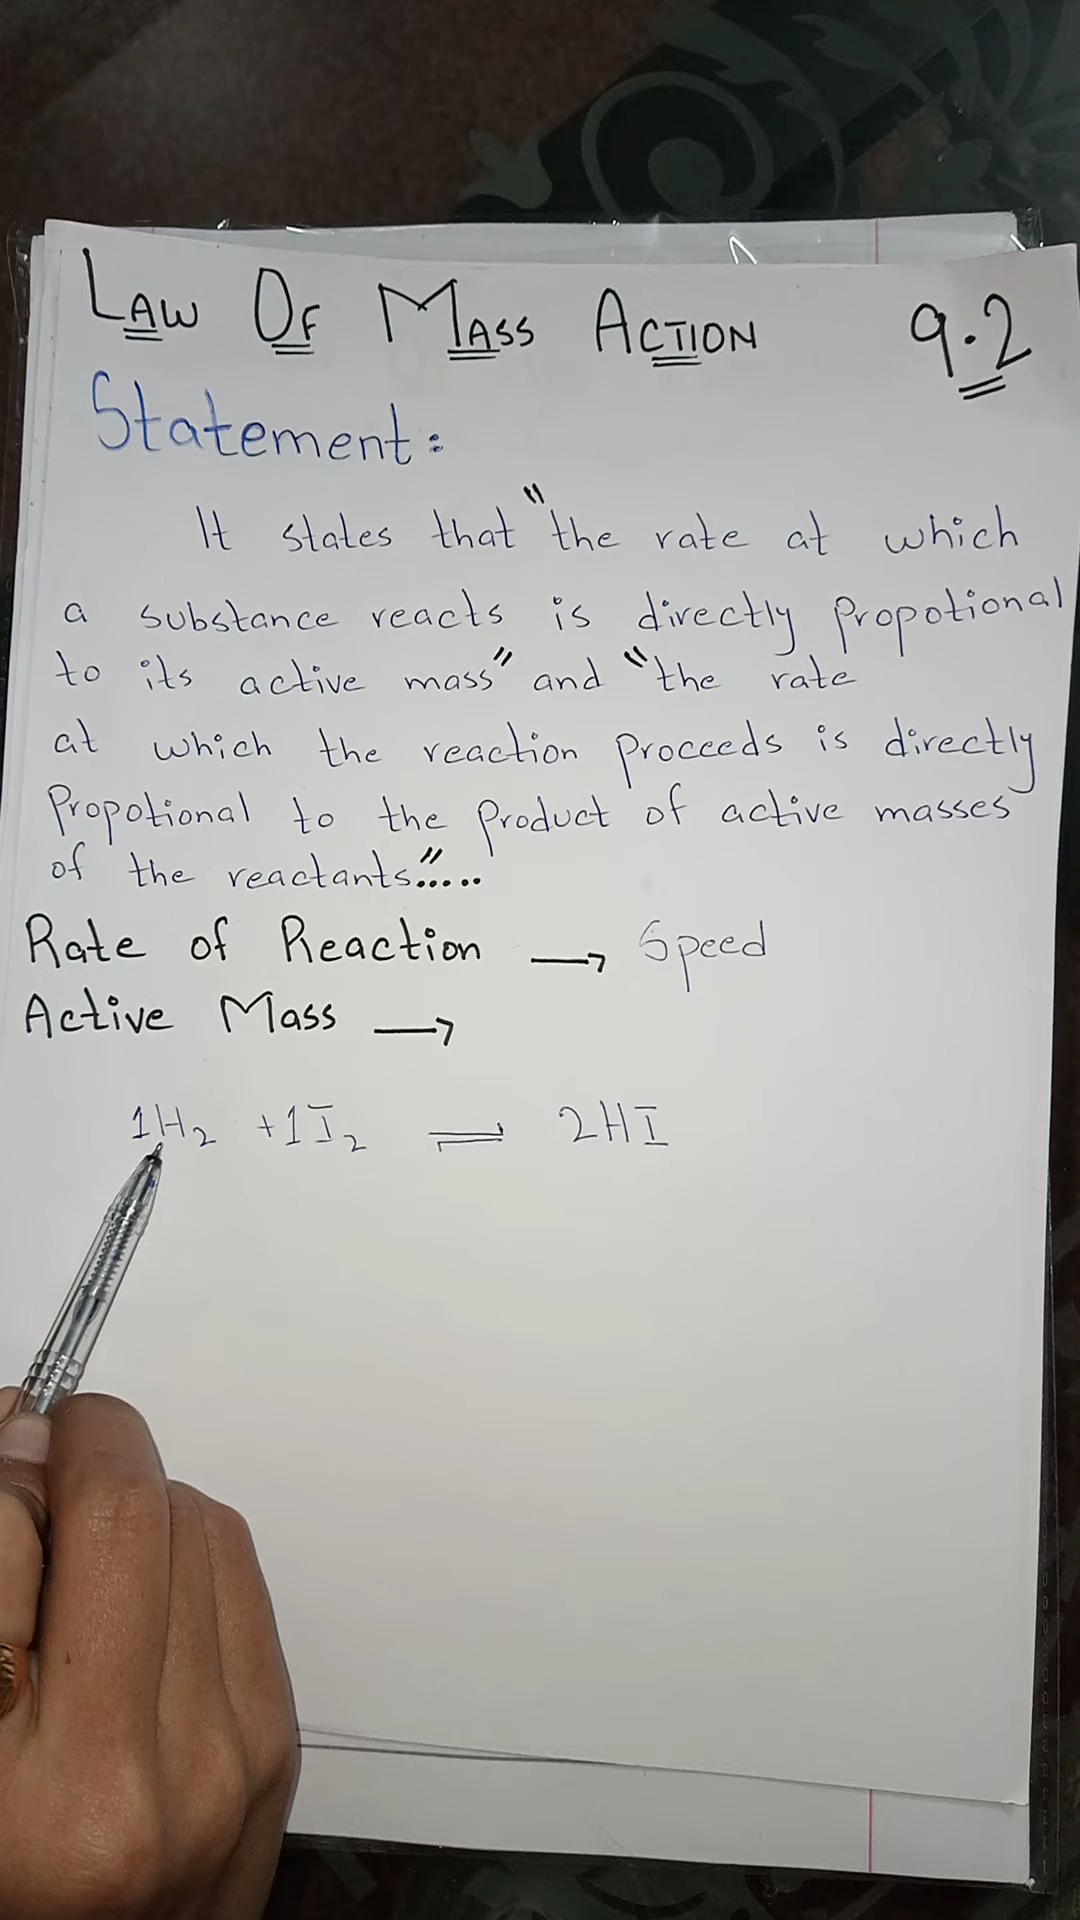 LAW OF MASS ACTION 9.2
Statement:
It states that "the rate at which
a substance reacts is directly propotional
to its active mass" and "the rate
at which the reaction proceeds is directly
propotional to the product of active masses
of the reactants".....
Rate of Reaction → Speed
Active Mass →
1H₂ + 1I₂ ⇌ 2HI